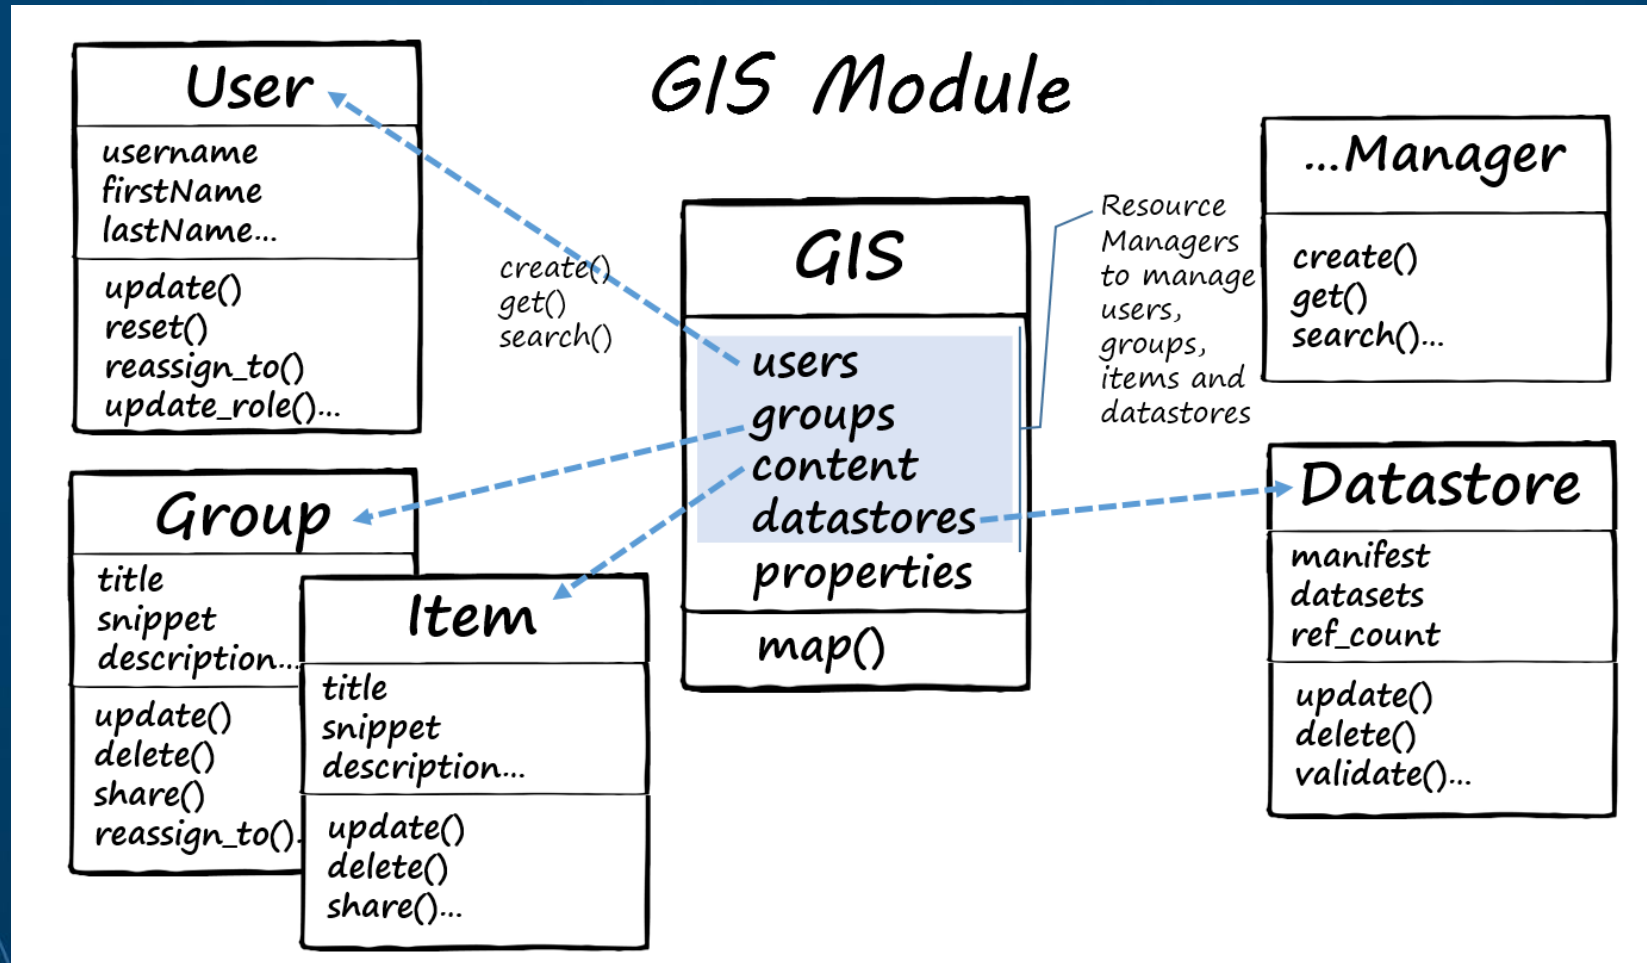 GIS Module
User
username
firstName
lastName...
update()
reset()
reassign_to()
update_role()...
create()
get()
search()
GIS
users
groups
content
datastores
properties
map()
Resource
Managers
to manage
users,
groups,
items and
datastores
...Manager
create()
get()
search()...
Group
title
snippet
description...
update()
delete()
share()
reassign_to().
Item
title
snippet
description...
update()
delete()
share()...
Datastore
manifest
datasets
ref_count
update()
delete()
validate()...